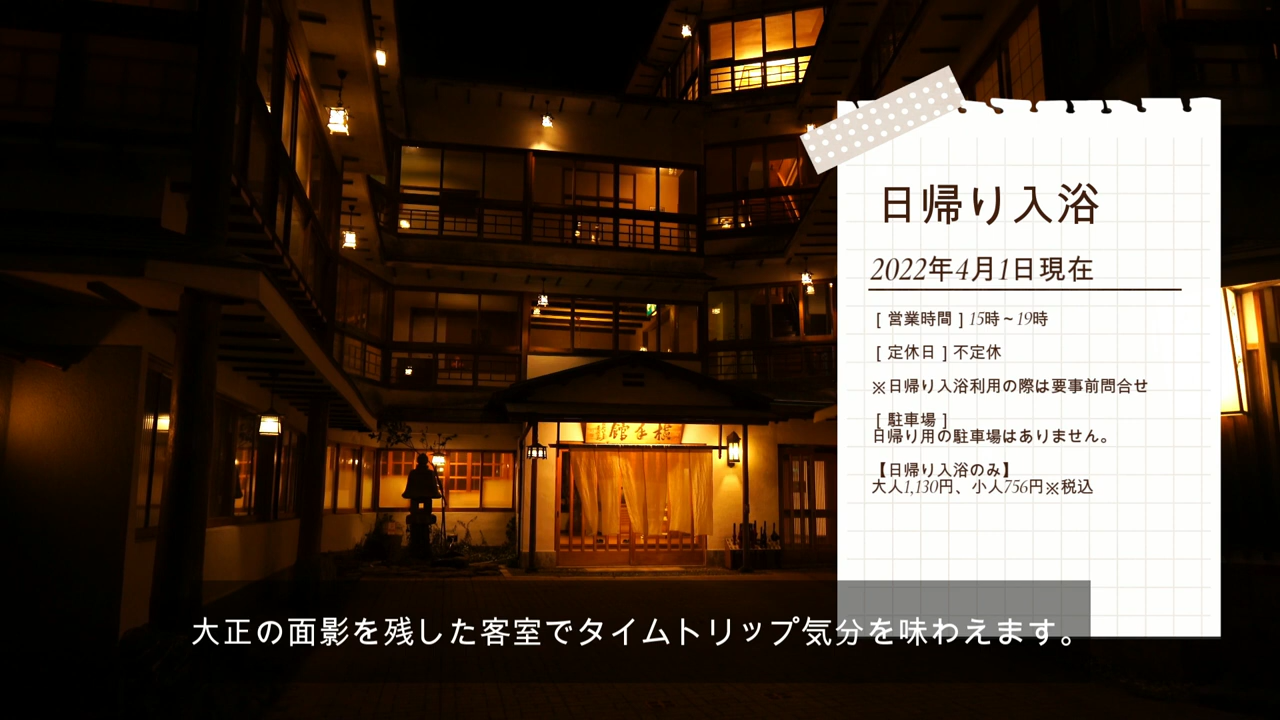 日帰り入浴
2022年4月1日現在
[ 営業時間 ] 15時~19時
[ 定休日 ] 不定休
※日帰り入浴利用の際は要事前問合せ
[ 駐車場 ]
日帰り用の駐車場はありません。
【日帰り入浴のみ】
大人1,130円、小人756円※税込
大正の面影を残した客室でタイムトリップ気分を味わえます。